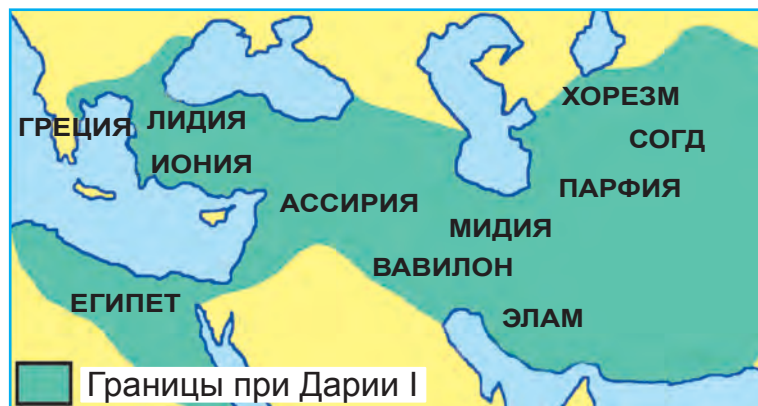 ХОРЕЗМ
ГРЕЦИЯ
ЛИДИЯ
СОГД
ИОНИЯ
ПАРФИЯ
АССИРИЯ
МИДИЯ
ВАВИЛОН
ЕГИПЕТ
ЭЛАМ
Границы при Дарии I